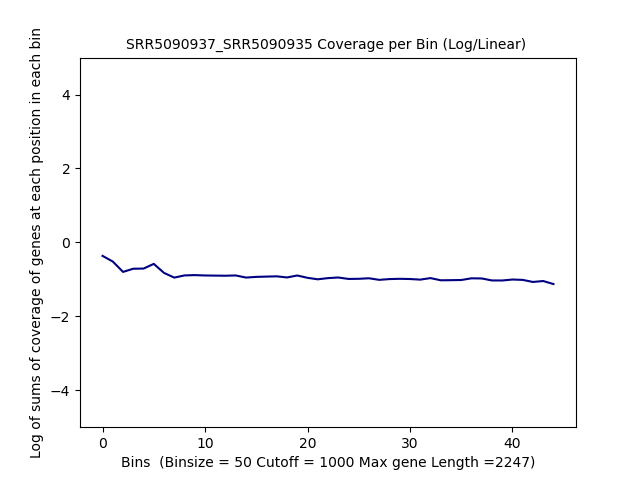 SRR5090937_SRR5090935 Coverage per Bin (Log/Linear)
Log of sums of coverage of genes at each position in each bin
4
2
0
−2
−4
0 10 20 30 40
Bins  (Binsize = 50 Cutoff = 1000 Max gene Length =2247)